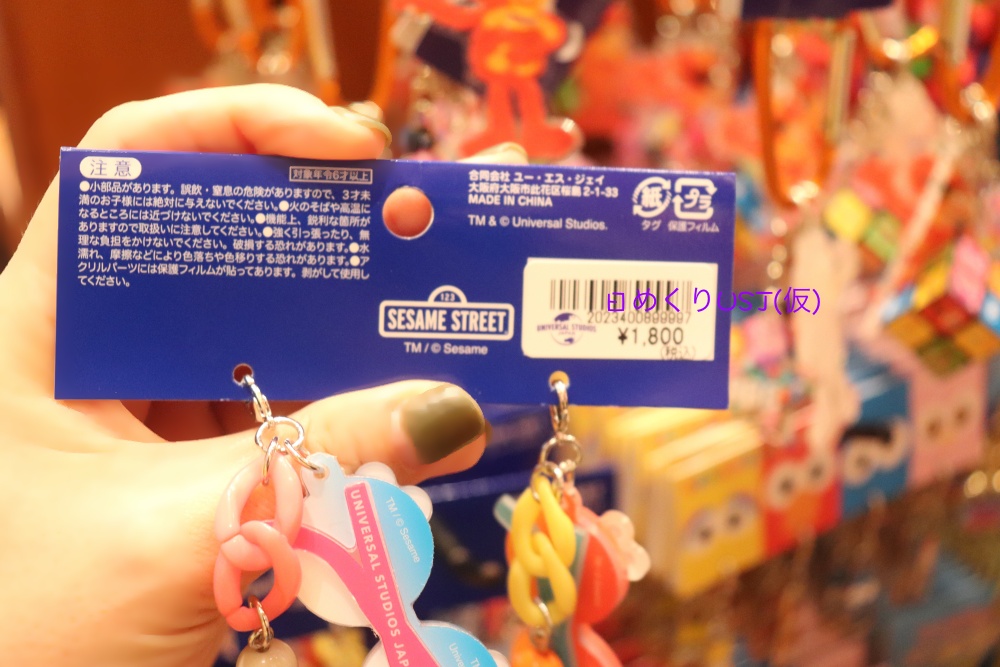 注意
対象年令6才以上
●小部品があります。誤飲・窒息の危険がありますので、3才未
満のお子様には絶対に与えないでください。●火のそばや高温に
なるところには近づけないでください。●機能上、鋭利な箇所が
ありますので取扱いに注意してください。●強く引っ張ったり、無
理な負担をかけないでください。破損する恐れがあります。●水
濡れ、摩擦などにより色落ちや色移りする恐れがあります。●ア
クリルパーツには保護フィルムが貼ってあります。剥がして使用し
てください。
合同会社 ユー・エス・ジェイ
大阪府大阪市此花区桜島 2-1-33
MADE IN CHINA
TM & © Universal Studios.
紙
プラ
タグ 保護フィルム
123
SESAME STREET
TM / © Sesame
日めくりUSJ(仮)
2023400899997
UNIVERSAL STUDIOS
JAPAN
¥1,800
(税込)
UNIVERSAL STUDIOS JAP
TM / © Sesame